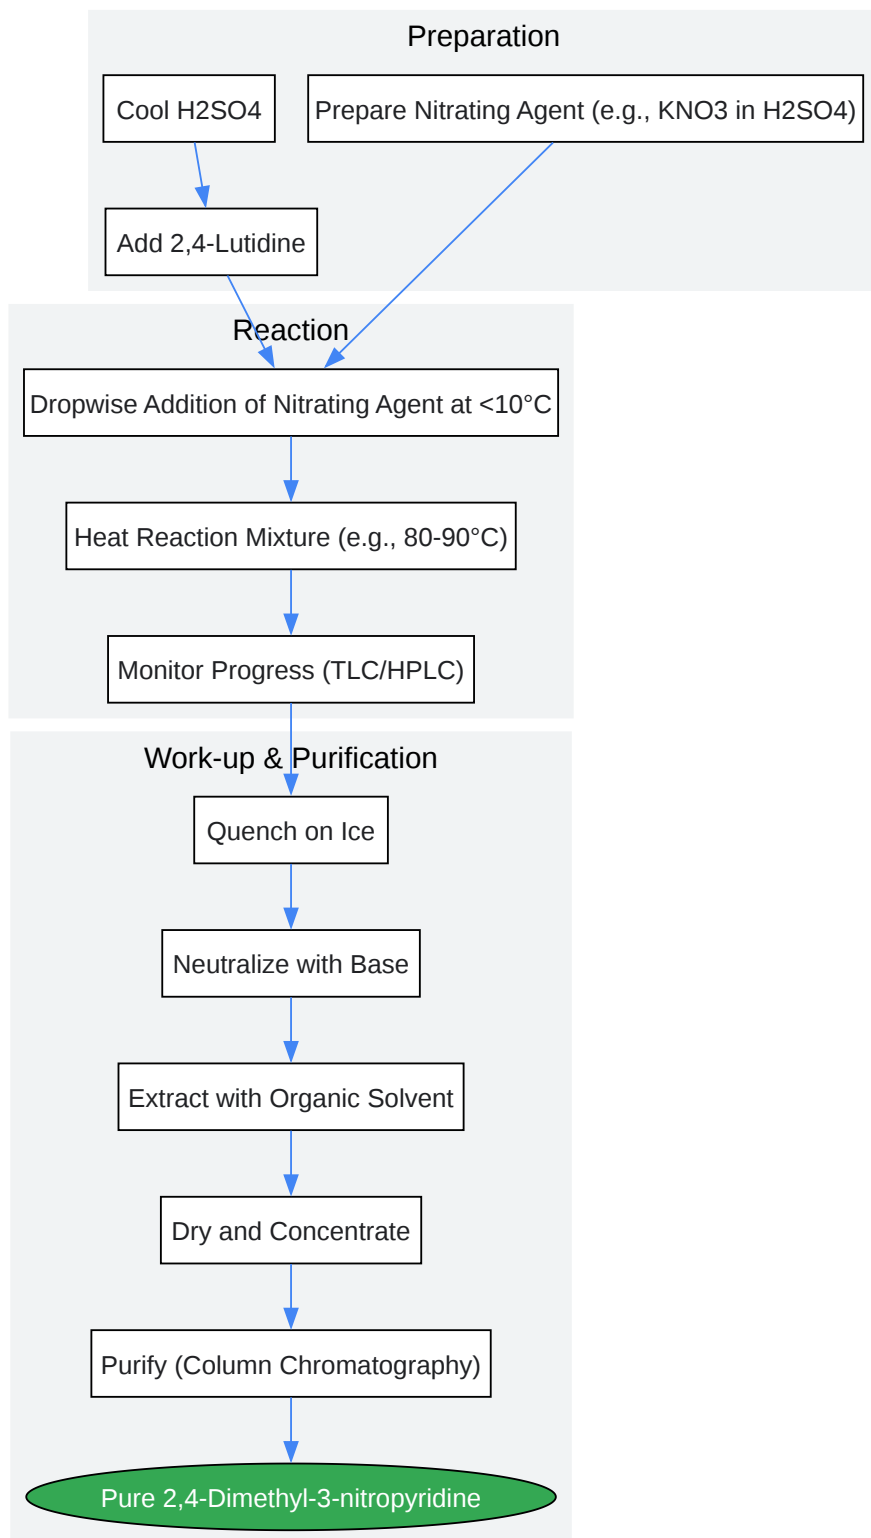 Preparation
Cool H2SO4
Prepare Nitrating Agent (e.g., KNO3 in H2SO4)
Add 2,4-Lutidine
Reaction
Dropwise Addition of Nitrating Agent at <10°C
Heat Reaction Mixture (e.g., 80-90°C)
Monitor Progress (TLC/HPLC)
Work-up & Purification
Quench on Ice
Neutralize with Base
Extract with Organic Solvent
Dry and Concentrate
Purify (Column Chromatography)
Pure 2,4-Dimethyl-3-nitropyridine